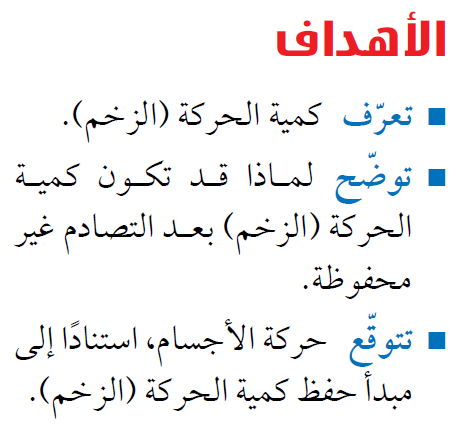 الأهداف
■ تعرّف كمية الحركة (الزخم).
■ توضّح لماذا قد تكون كمية
الحركة (الزخم) بعد التصادم غير
محفوظة.
■ تتوقّع حركة الأجسام، استنادًا إلى
مبدأ حفظ كمية الحركة (الزخم).